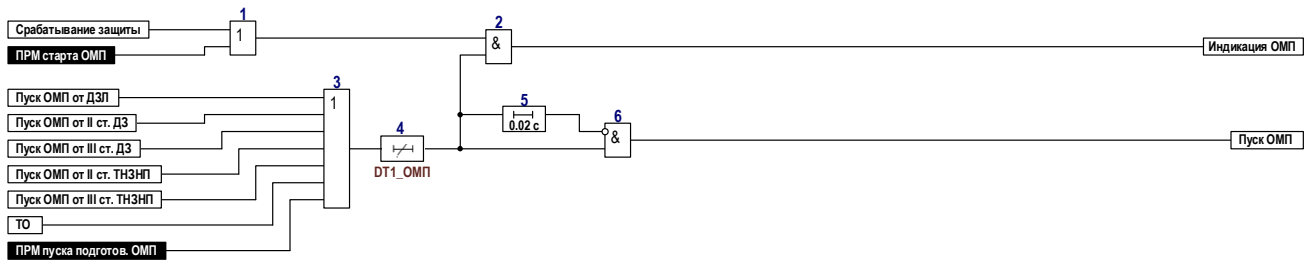 1
2
Срабатывание защиты
1
&
ПРМ старта ОМП
Индикация ОМП
3
Пуск ОМП от ДЗЛ
1
5
6
Пуск ОМП от II ст. ДЗ
0.02 с
4
&
Пуск ОМП от III ст. ДЗ
Пуск ОМП
DT1_ОМП
Пуск ОМП от II ст. ТНЗНП
Пуск ОМП от III ст. ТНЗНП
ТО
ПРМ пуска подготов. ОМП